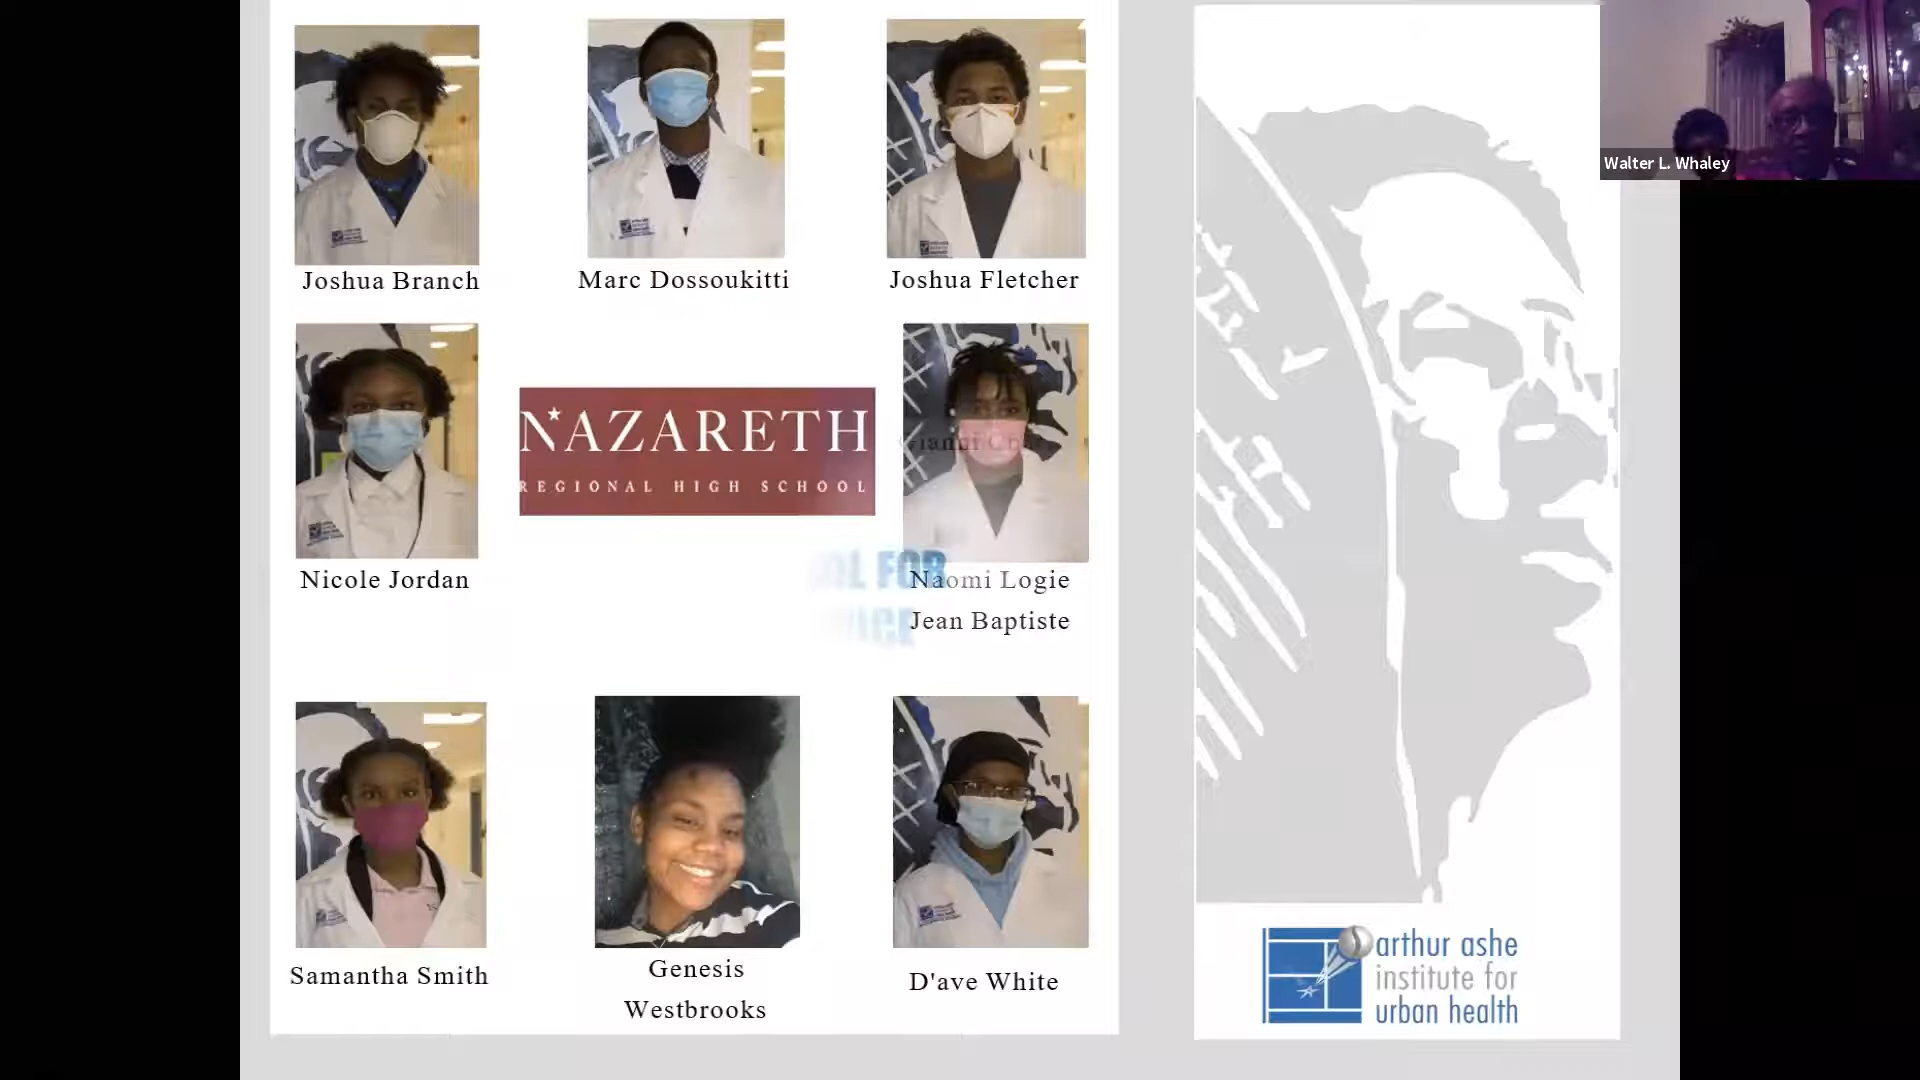 Walter L. Whaley
Joshua Branch
Marc Dossoukitti
Joshua Fletcher
NAZARETH
REGIONAL HIGH SCHOOL
Nicole Jordan
FOR
Naomi Logie
Jean Baptiste
Samantha Smith
Genesis
Westbrooks
D'ave White
arthur ashe
institute for
urban health